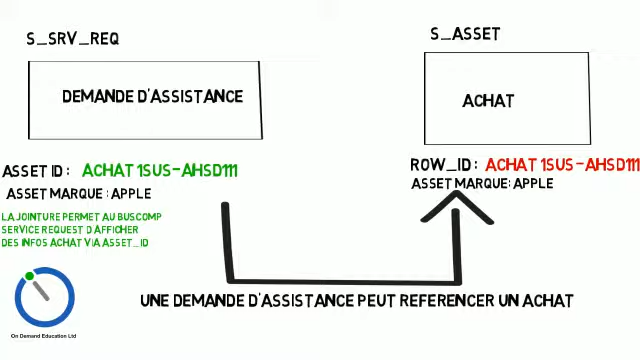 S_SRV_REQ
DEMANDE D'ASSISTANCE
ASSET ID : ACHAT 1SUS-AHSD111
ASSET MARQUE : APPLE
LA JOINTURE PERMET AU BUSCOMP
SERVICE REQUEST D'AFFICHER
DES INFOS ACHAT VIA ASSET_ID
S_ASSET
ACHAT
ROW_ID : ACHAT 1SUS-AHSD111
ASSET MARQUE: APPLE
UNE DEMANDE D'ASSISTANCE PEUT REFERENCER UN ACHAT
On Demand Education Ltd